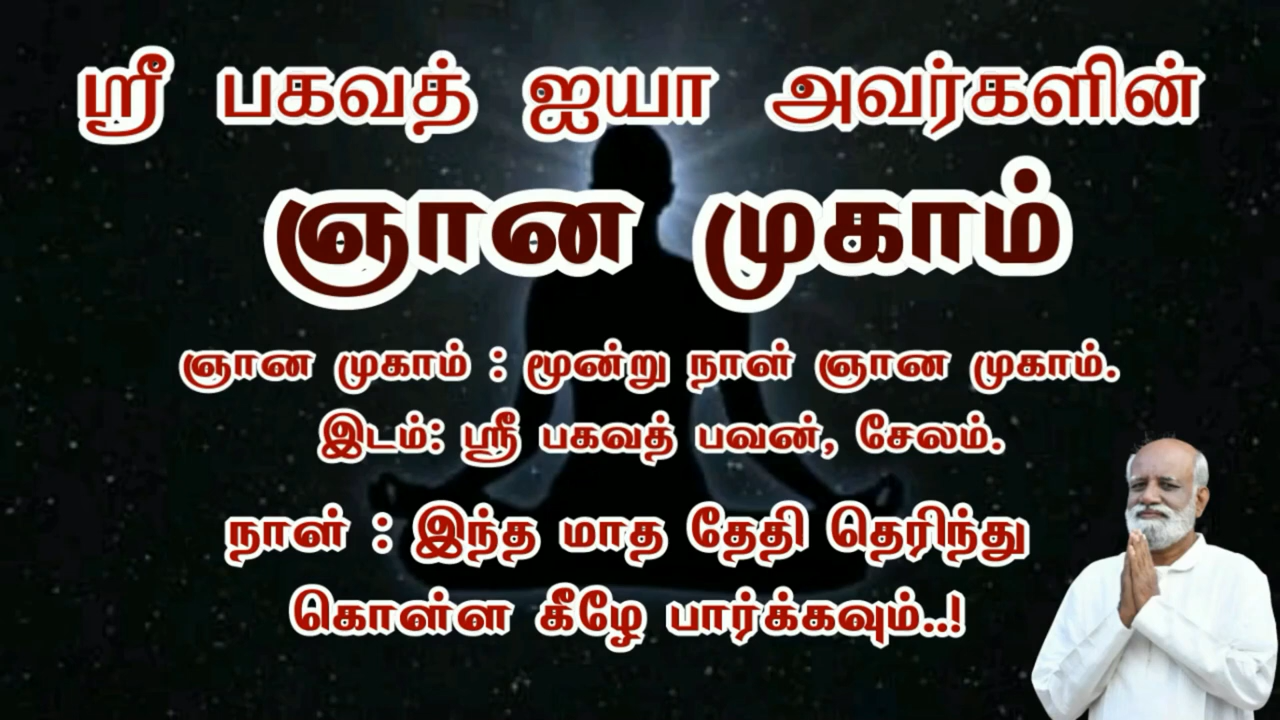 ஸ்ரீ பகவத் ஐயா அவர்களின்
ஞான முகாம்
ஞான முகாம் : மூன்று நாள் ஞான முகாம்.
இடம்: ஸ்ரீ பகவத் பவன், சேலம்.
நாள் : இந்த மாத தேதி தெரிந்து
கொள்ள கீழே பார்க்கவும்..!